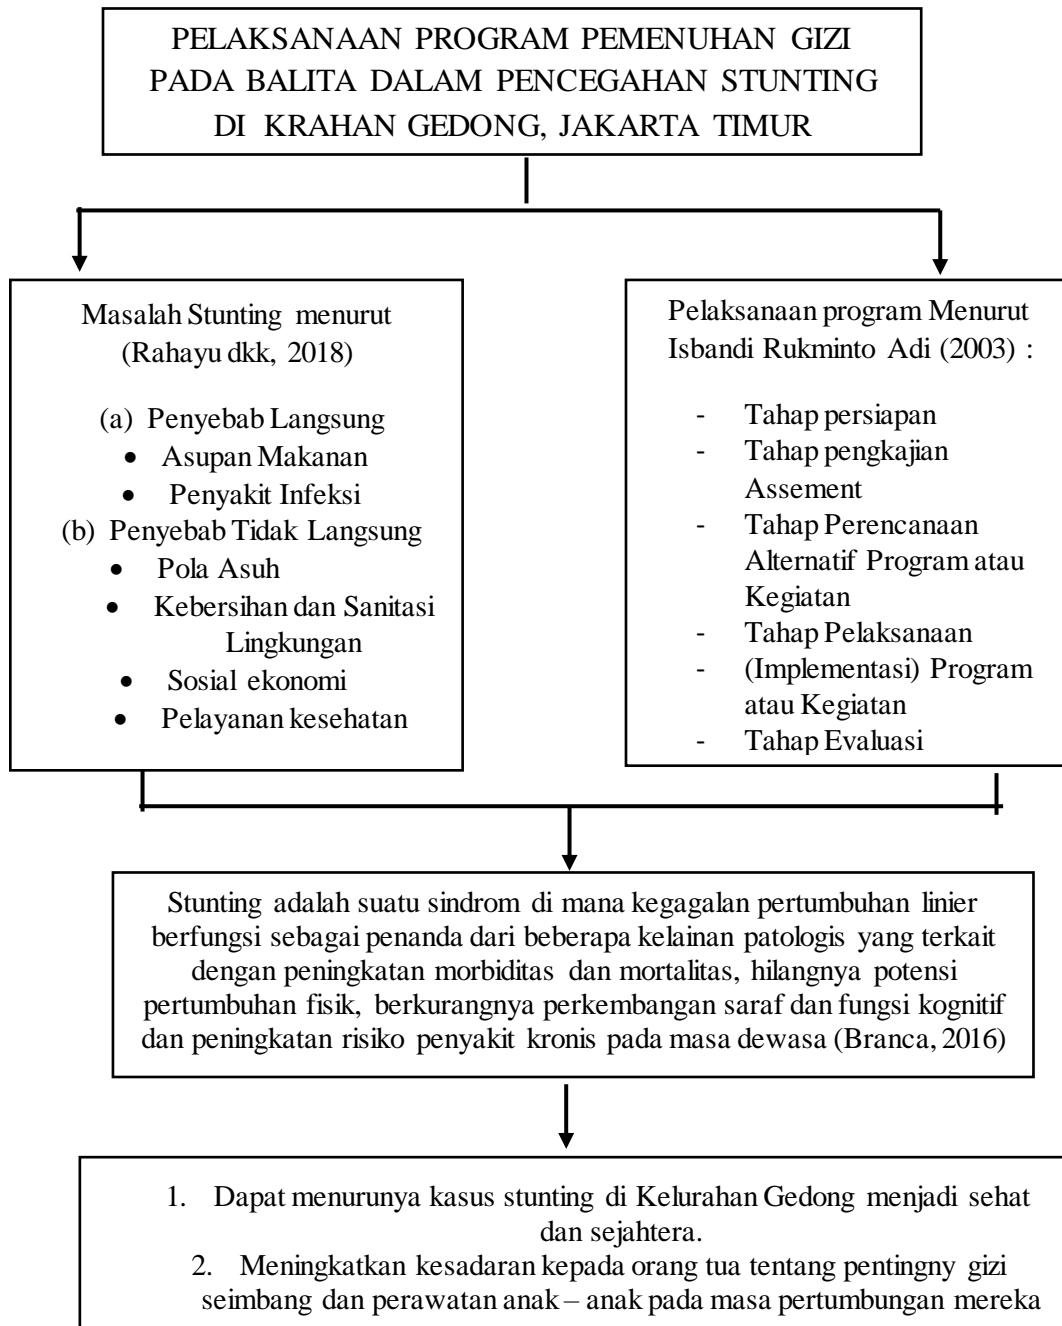 PELAKSANAAN PROGRAM PEMENUHAN GIZI
PADA BALITA DALAM PENCEGAHAN STUNTING
DI KRAHAN GEDONG, JAKARTA TIMUR
Masalah Stunting menurut
(Rahayu dkk, 2018)
(a) Penyebab Langsung
• Asupan Makanan
• Penyakit Infeksi
(b) Penyebab Tidak Langsung
• Pola Asuh
• Kebersihan dan Sanitasi
Lingkungan
• Sosial ekonomi
• Pelayanan kesehatan
Pelaksanaan program Menurut
Isbandi Rukminto Adi (2003) :
- Tahap persiapan
- Tahap pengkajian
Assement
- Tahap Perencanaan
Alternatif Program atau
Kegiatan
- Tahap Pelaksanaan
- (Implementasi) Program
atau Kegiatan
- Tahap Evaluasi
Stunting adalah suatu sindrom di mana kegagalan pertumbuhan linier
berfungsi sebagai penanda dari beberapa kelainan patologis yang terkait
dengan peningkatan morbiditas dan mortalitas, hilangnya potensi
pertumbuhan fisik, berkurangnya perkembangan saraf dan fungsi kognitif
dan peningkatan risiko penyakit kronis pada masa dewasa (Branca, 2016)
1. Dapat menurunya kasus stunting di Kelurahan Gedong menjadi sehat
dan sejahtera.
2. Meningkatkan kesadaran kepada orang tua tentang pentingny gizi
seimbang dan perawatan anak – anak pada masa pertumbungan mereka